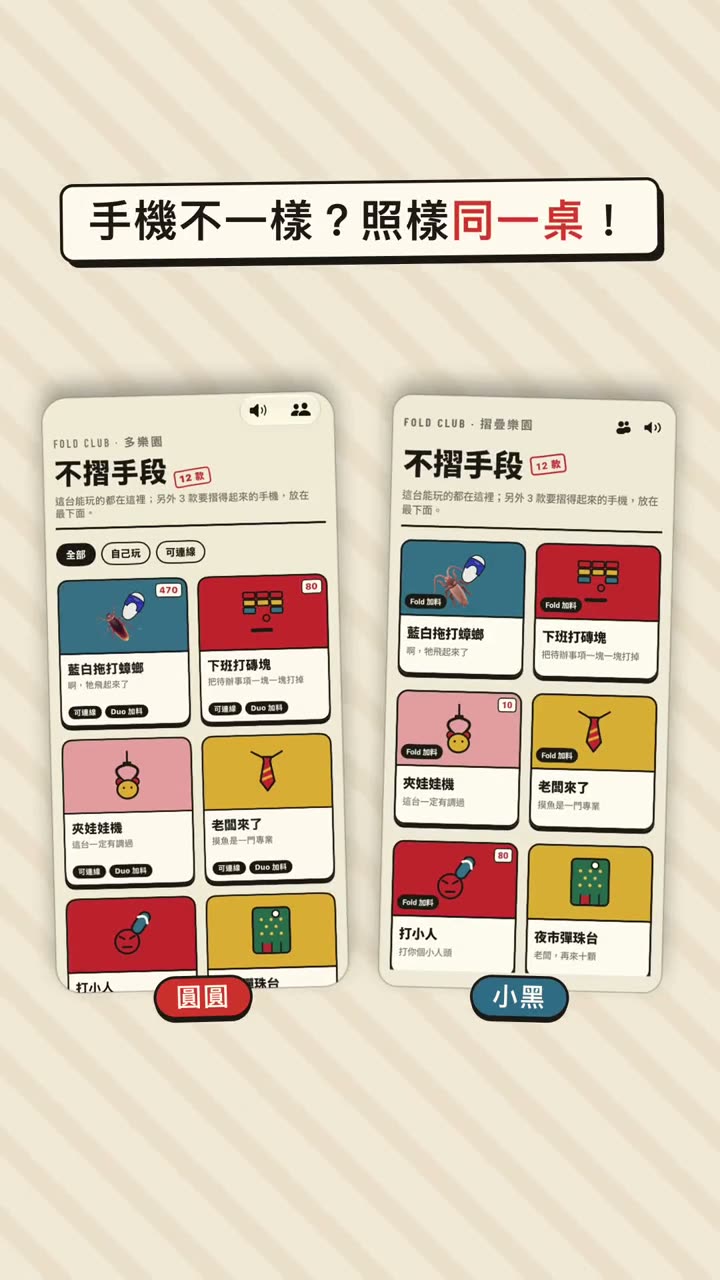 手機不一樣？照樣同一桌！
FOLD CLUB · 多樂園
不摺手段 12 款
這台能玩的都在這裡；另外 3 款要摺得起來的手機，放在
最下面。
全部 自己玩 可連線
470
藍白拖打蟑螂
啊，牠飛起來了
可連線 Duo 加料
80
下班打磚塊
把待辦事項一塊一塊打掉
可連線 Duo 加料
夾娃娃機
這台一定有調過
可連線 Duo 加料
老闆來了
摸魚是一門專業
可連線 Duo 加料
打小人
珠台
圓圓
FOLD CLUB · 摺疊樂園
不摺手段 12 款
這台能玩的都在這裡；另外 3 款要摺得起來的手機，放在
最下面。
Fold 加料
藍白拖打蟑螂
啊，牠飛起來了
Fold 加料
下班打磚塊
把待辦事項一塊一塊打掉
10
Fold 加料
夾娃娃機
這台一定有調過
Fold 加料
老闆來了
摸魚是一門專業
80
Fold 加料
打小人
打你個小人頭
夜市彈珠台
老闆，再來十顆
小黑